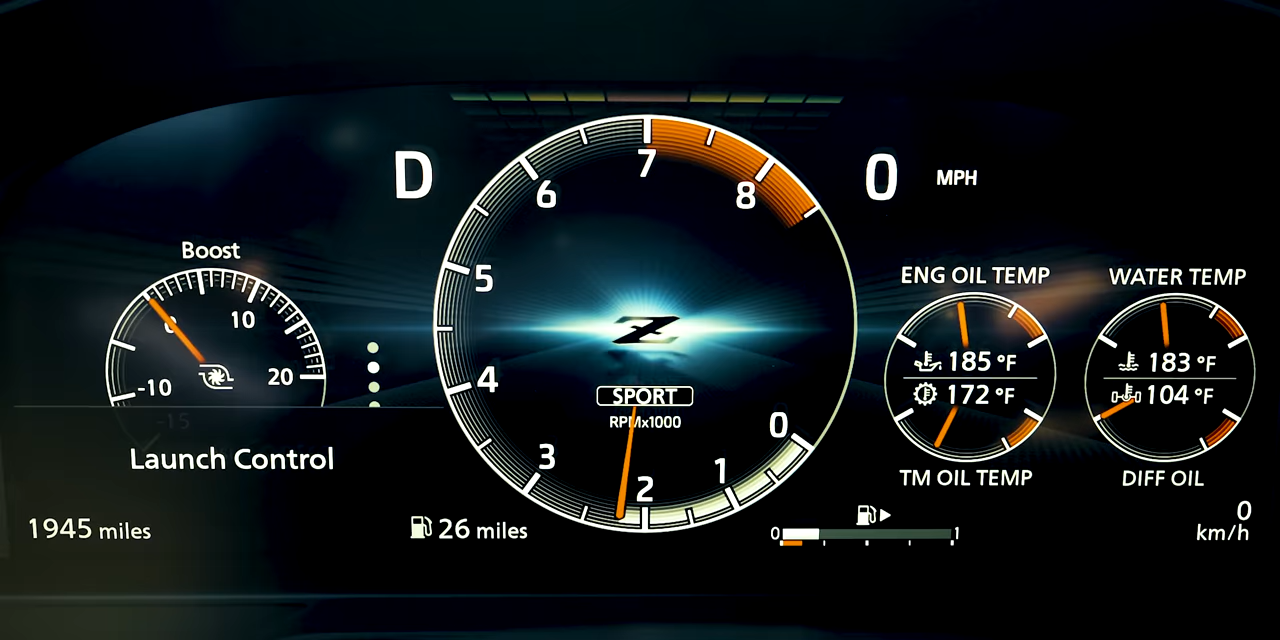 D
0 MPH
7
6
8
5
4
3
2
1
0
Z
SPORT
RPMx1000
Boost
0
10
-10
20
-15
Launch Control
ENG OIL TEMP
185 °F
172 °F
TM OIL TEMP
WATER TEMP
183 °F
104 °F
DIFF OIL
1945 miles
26 miles
0 1
0
km/h